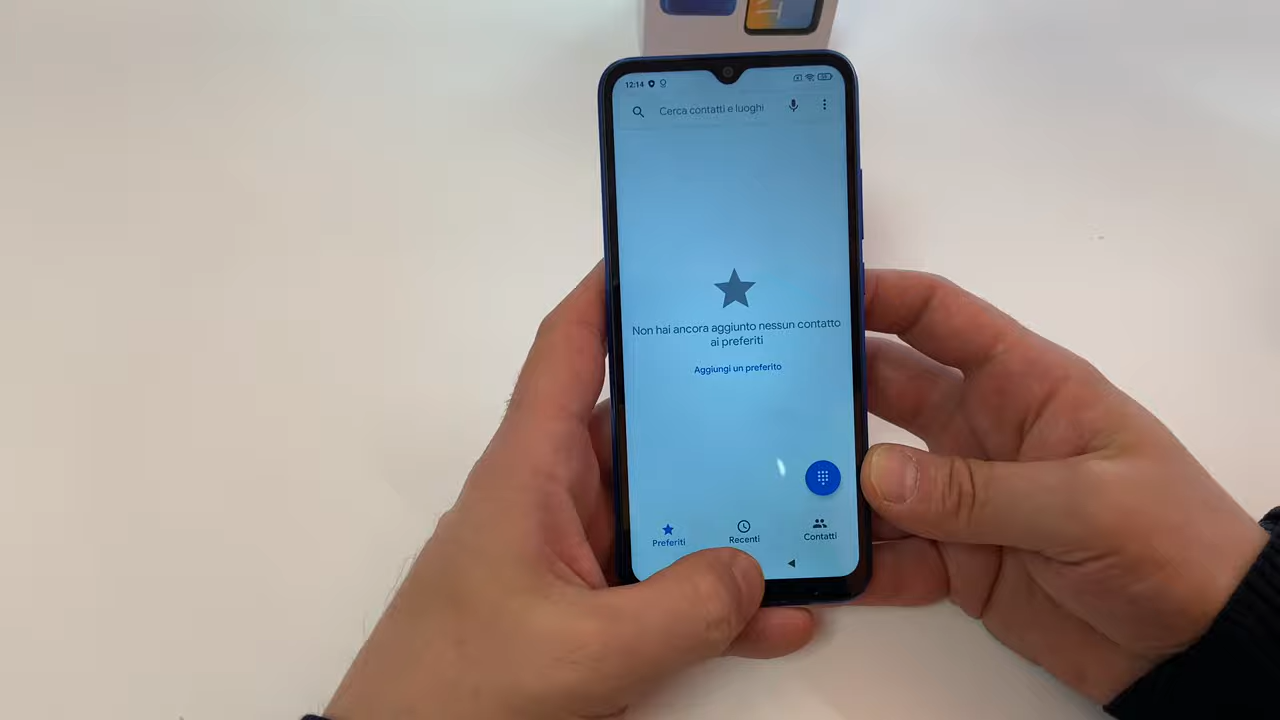 12:14
Cerca contatti e luoghi
Non hai ancora aggiunto nessun contatto
ai preferiti
Aggiungi un preferito
Preferiti
Recenti
Contatti